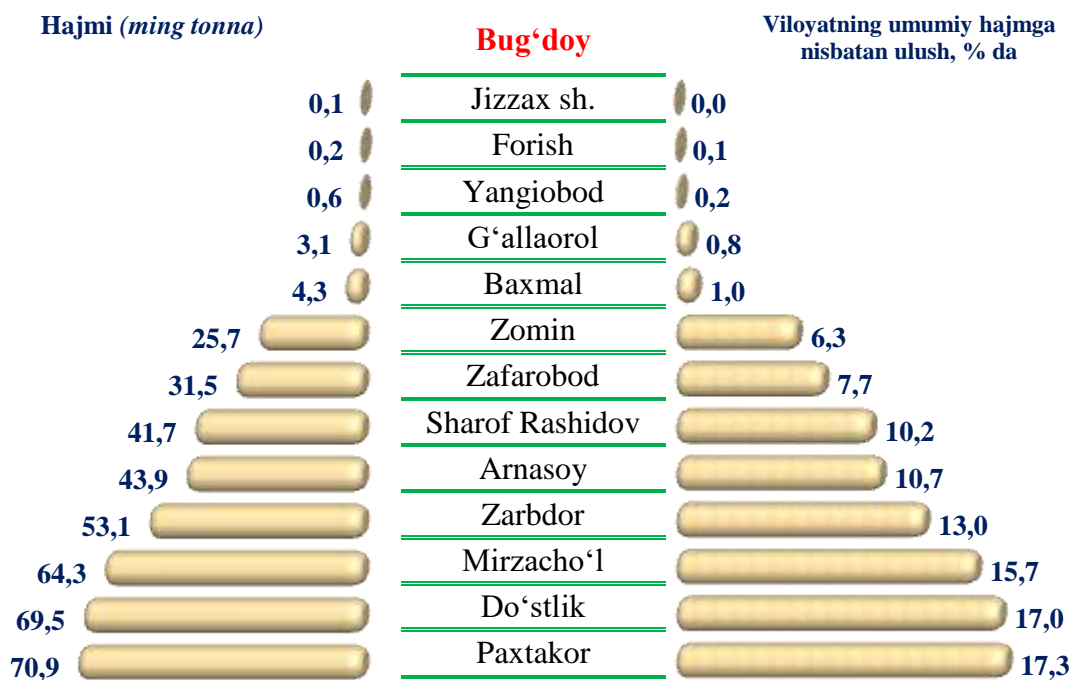 Hajmi (ming tonna)
Bug‘doy
Viloyatning umumiy hajmga
nisbatan ulush, % da
0,1 Jizzax sh. 0,0
0,2 Forish 0,1
0,6 Yangiobod 0,2
3,1 G‘allaorol 0,8
4,3 Baxmal 1,0
25,7 Zomin 6,3
31,5 Zafarobod 7,7
41,7 Sharof Rashidov 10,2
43,9 Arnasoy 10,7
53,1 Zarbdor 13,0
64,3 Mirzacho‘l 15,7
69,5 Do‘stlik 17,0
70,9 Paxtakor 17,3